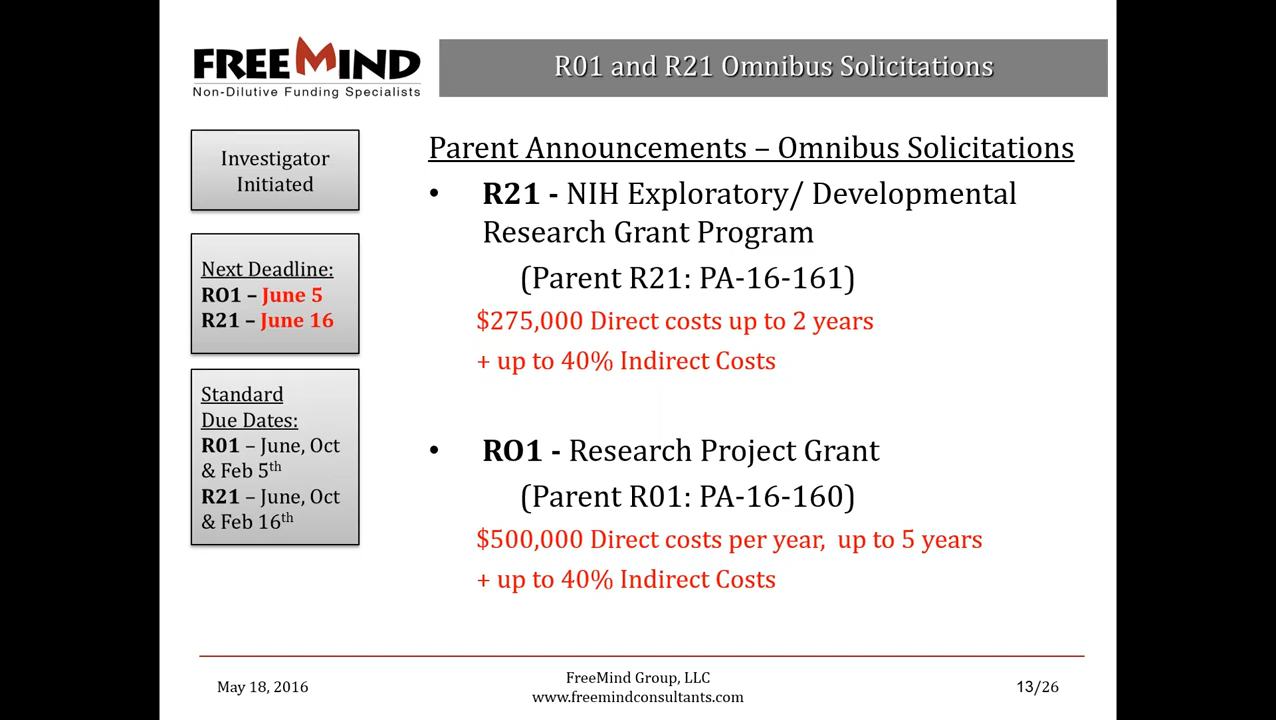 FREEMIND
Non-Dilutive Funding Specialists
R01 and R21 Omnibus Solicitations
Investigator
Initiated
Next Deadline:
RO1 – June 5
R21 – June 16
Standard
Due Dates:
R01 – June, Oct
& Feb 5th
R21 – June, Oct
& Feb 16th
Parent Announcements – Omnibus Solicitations
• R21 - NIH Exploratory/ Developmental
Research Grant Program
(Parent R21: PA-16-161)
$275,000 Direct costs up to 2 years
+ up to 40% Indirect Costs
• RO1 - Research Project Grant
(Parent R01: PA-16-160)
$500,000 Direct costs per year, up to 5 years
+ up to 40% Indirect Costs
May 18, 2016
FreeMind Group, LLC
www.freemindconsultants.com
13/26